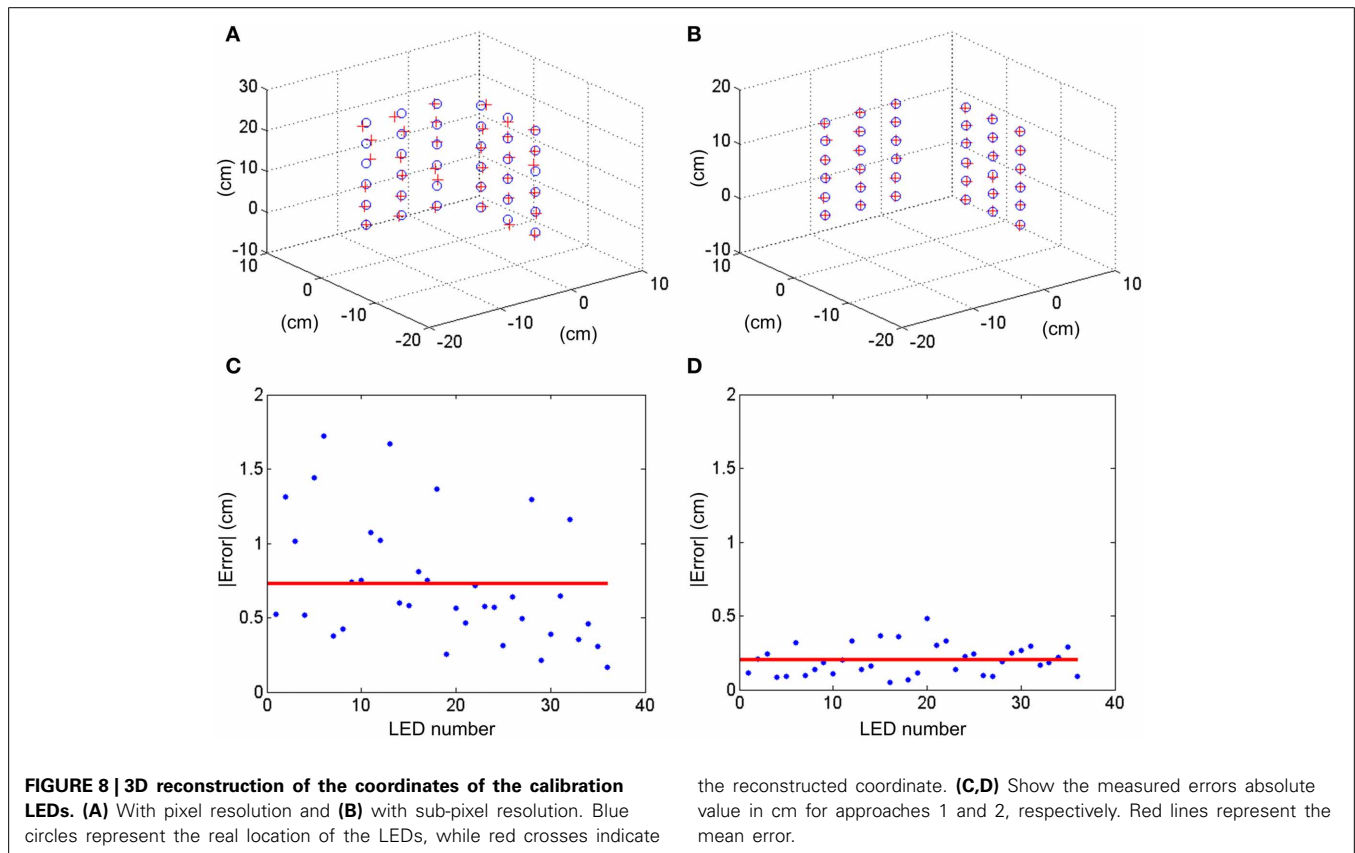 A
B
30
20
10
0
-10
(cm)
10
0
-10
-20
(cm)
-20
-10
0
10
(cm)
20
10
0
-10
(cm)
10
0
-10
-20
(cm)
-20
-10
0
10
(cm)
C
D
2
1.5
1
0.5
0
|Error| (cm)
0
10
20
30
40
LED number
2
1.5
1
0.5
0
|Error| (cm)
0
10
20
30
40
LED number
FIGURE 8 | 3D reconstruction of the coordinates of the calibration
LEDs. (A) With pixel resolution and (B) with sub-pixel resolution. Blue
circles represent the real location of the LEDs, while red crosses indicate
the reconstructed coordinate. (C,D) Show the measured errors absolute
value in cm for approaches 1 and 2, respectively. Red lines represent the
mean error.